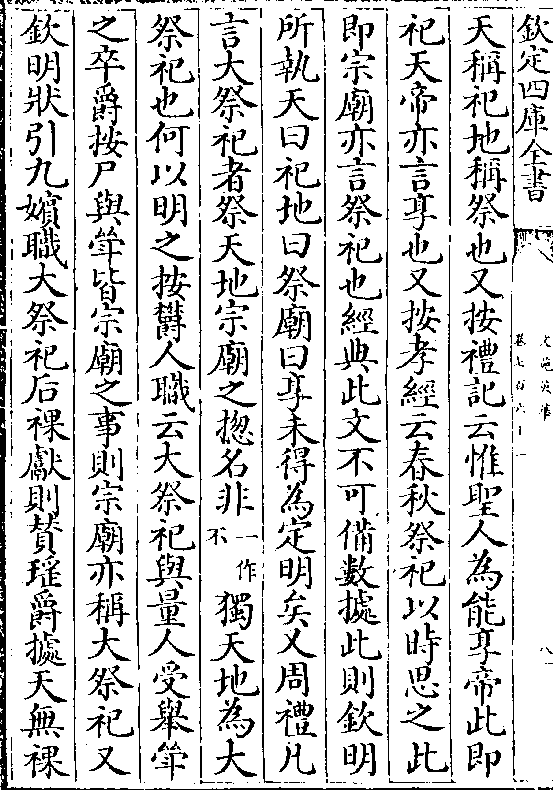 欽定四庫全書
文苑英華
卷七百六十一
八
天稱祀地稱祭也又按禮記云惟聖人為能享帝此即
祀天帝亦言享也又按孝經云春秋祭祀以時思之此
即宗廟亦言祭祀也經典此文不可備數據此則欽明
所執天曰祀地曰祭廟曰享未得為定明矣又周禮凡
言大祭祀者祭天地宗廟之揔名非一作不獨天地為大
祭祀也何以明之按鬱人職云大祭祀與量人受舉斝
之卒爵按尸與斝皆宗廟之事則宗廟亦稱大祭祀又
欽明狀引九嬪職大祭祀后祼獻則贊瑤爵據天無祼